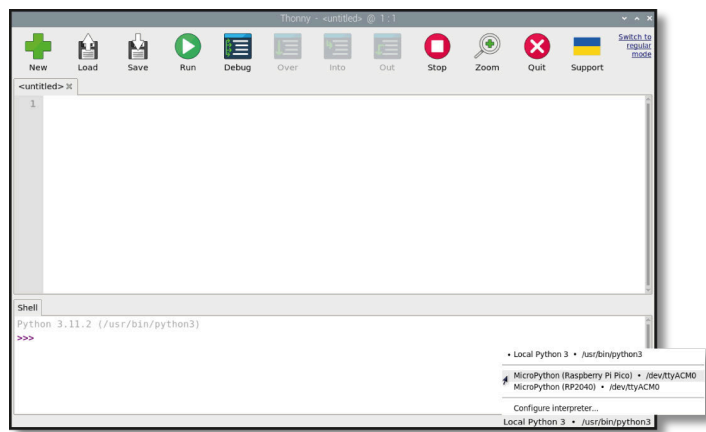 Thonny - <untitled> @ 1:1
New Load Save Run Debug Over Into Out Stop Zoom Quit Support
Switch to
regular
mode
<untitled>
1
Shell
Python 3.11.2 (/usr/bin/python3)
>>>
• Local Python 3 • /usr/bin/python3
MicroPython (Raspberry Pi Pico) • /dev/ttyACM0
MicroPython (RP2040) • /dev/ttyACM0
Configure interpreter...
Local Python 3 • /usr/bin/python3